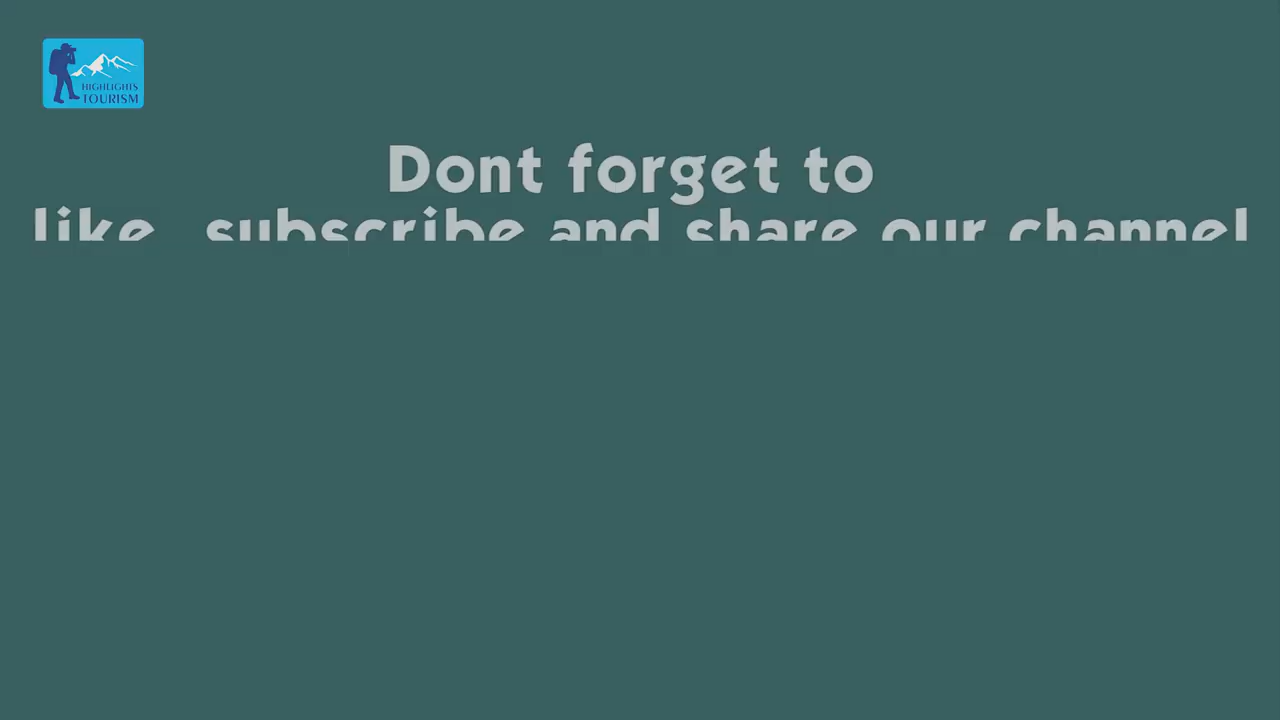 HIGHLIGHTS
TOURISM
Dont forget to
like, subscribe and share our channel